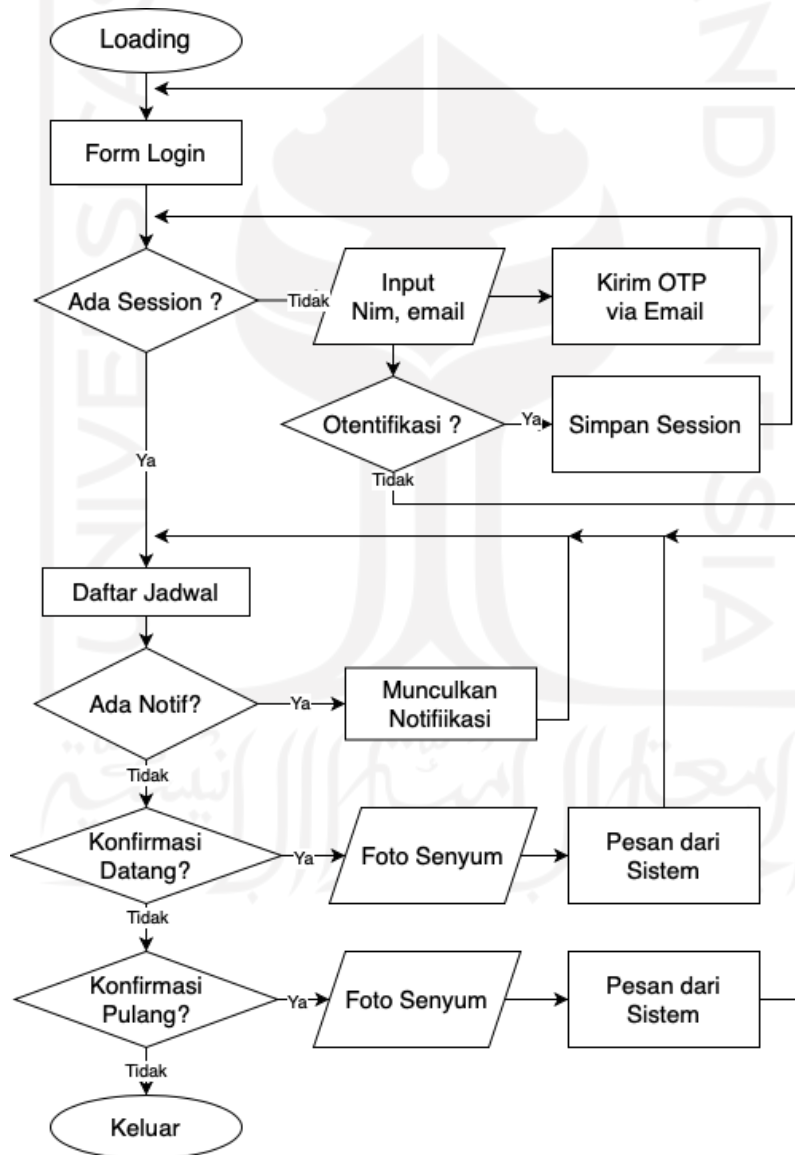 Loading
Form Login
Ada Session ?
Tidak
Input
Nim, email
Kirim OTP
via Email
Otentifikasi ?
Ya
Simpan Session
Tidak
Ya
Daftar Jadwal
Ada Notif?
Ya
Munculkan
Notifiikasi
Tidak
Konfirmasi
Datang?
Ya
Foto Senyum
Pesan dari
Sistem
Tidak
Konfirmasi
Pulang?
Ya
Foto Senyum
Pesan dari
Sistem
Tidak
Keluar